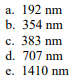 a. 192 nm
b. 354 nm
c. 383 nm
d. 707 nm
e. 1410 nm